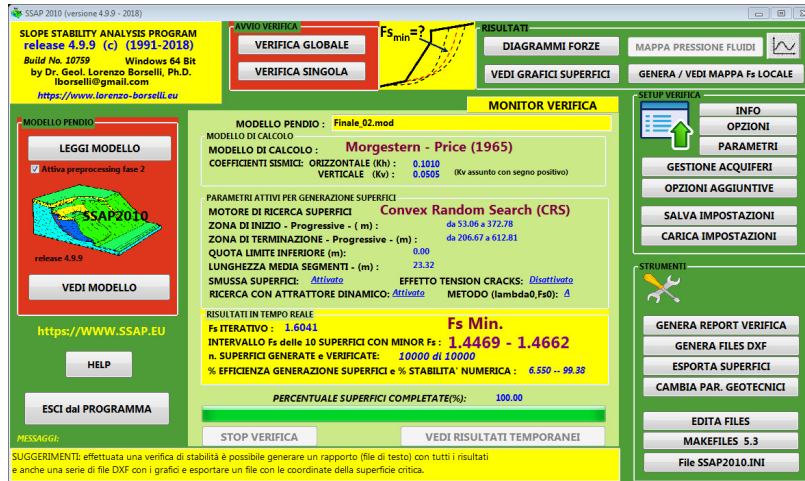 SSAP 2010 (versione 4.9.9 - 2018)
SLOPE STABILITY ANALYSIS PROGRAM
release 4.9.9 (c) (1991-2018)
Build No. 10759 Windows 64 Bit
by Dr. Geol. Lorenzo Borselli, Ph.D.
lborselli@gmail.com
https://www.lorenzo-borselli.eu
AVVIO VERIFICA
VERIFICA GLOBALE
VERIFICA SINGOLA
Fsmin=?
RISULTATI
DIAGRAMMI FORZE
MAPPA PRESSIONE FLUIDI
VEDI GRAFICI SUPERFICI
GENERA / VEDI MAPPA Fs LOCALE
MODELLO PENDIO
LEGGI MODELLO
Attiva preprocessing fase 2
SSAP2010
release 4.9.9
VEDI MODELLO
https://WWW.SSAP.EU
HELP
ESCI dal PROGRAMMA
MESSAGGI:
MONITOR VERIFICA
MODELLO PENDIO : Finale_02.mod
MODELLO DI CALCOLO
MODELLO DI CALCOLO : Morgestern - Price (1965)
COEFFICIENTI SISMICI: ORIZZONTALE (Kh) : 0.1010
VERTICALE (Kv) : 0.0505 (Kv assunto con segno positivo)
PARAMETRI ATTIVI PER GENERAZIONE SUPERFICI
MOTORE DI RICERCA SUPERFICI Convex Random Search (CRS)
ZONA DI INIZIO - Progressive - ( m) : da 53.06 a 372.78
ZONA DI TERMINAZIONE - Progressive - (m) : da 206.67 a 612.81
QUOTA LIMITE INFERIORE (m): 0.00
LUNGHEZZA MEDIA SEGMENTI - (m) : 23.32
SMUSSA SUPERFICI: Attivato EFFETTO TENSION CRACKS: Disattivato
RICERCA CON ATTRATTORE DINAMICO: Attivato METODO (lambda0,Fs0): A
RISULTATI IN TEMPO REALE
Fs ITERATIVO : 1.6041 Fs Min.
INTERVALLO Fs delle 10 SUPERFICI CON MINOR Fs : 1.4469 - 1.4662
n. SUPERFICI GENERATE e VERIFICATE: 10000 di 10000
% EFFICIENZA GENERAZIONE SUPERFICI e % STABILITA' NUMERICA : 6.550 -- 99.38
PERCENTUALE SUPERFICI COMPLETATE(%): 100.00
STOP VERIFICA
VEDI RISULTATI TEMPORANEI
SUGGERIMENTI: effettuata una verifica di stabilità è possibile generare un rapporto (file di testo) con tutti i risultati
e anche una serie di file DXF con i grafici e esportare un file con le coordinate della superficie critica.
SETUP VERIFICA
INFO
OPZIONI
PARAMETRI
GESTIONE ACQUIFERI
OPZIONI AGGIUNTIVE
SALVA IMPOSTAZIONI
CARICA IMPOSTAZIONI
STRUMENTI
GENERA REPORT VERIFICA
GENERA FILES DXF
ESPORTA SUPERFICI
CAMBIA PAR. GEOTECNICI
EDITA FILES
MAKEFILES 5.3
File SSAP2010.INI